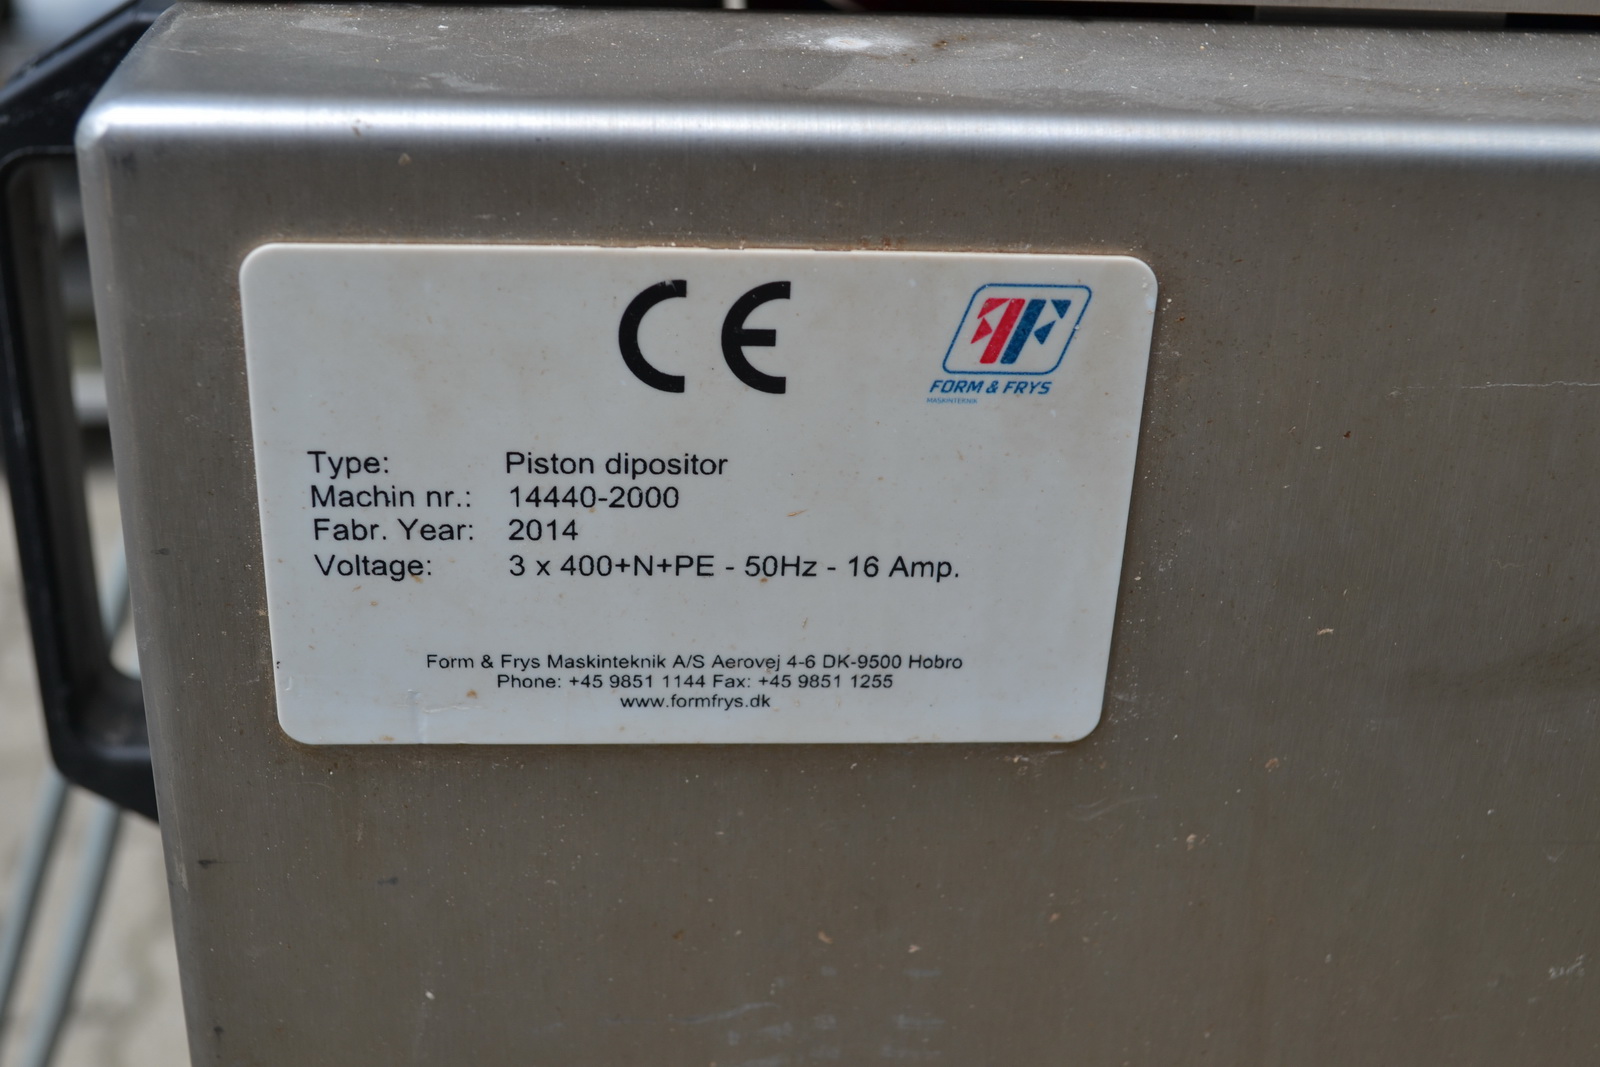 CE
FF
FORM & FRYS
MASKINTEKNIK
Type: Piston dipositor
Machin nr.: 14440-2000
Fabr. Year: 2014
Voltage: 3 x 400+N+PE - 50Hz - 16 Amp.
Form & Frys Maskinteknik A/S Aerovej 4-6 DK-9500 Hobro
Phone: +45 9851 1144 Fax: +45 9851 1255
www.formfrys.dk